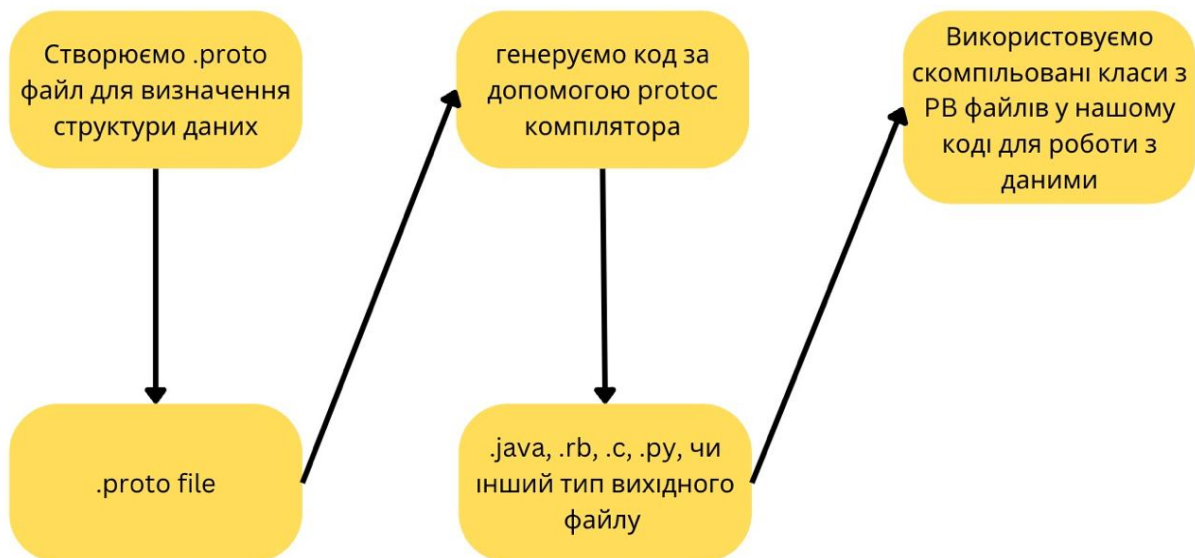 Створюємо .proto
файл для визначення
структури даних
.proto file
генеруємо код за
допомогою protoc
компілятора
.java, .rb, .c, .py, чи
інший тип вихідного
файлу
Використовуємо
скомпільовані класи з
PB файлів у нашому
коді для роботи з
даними